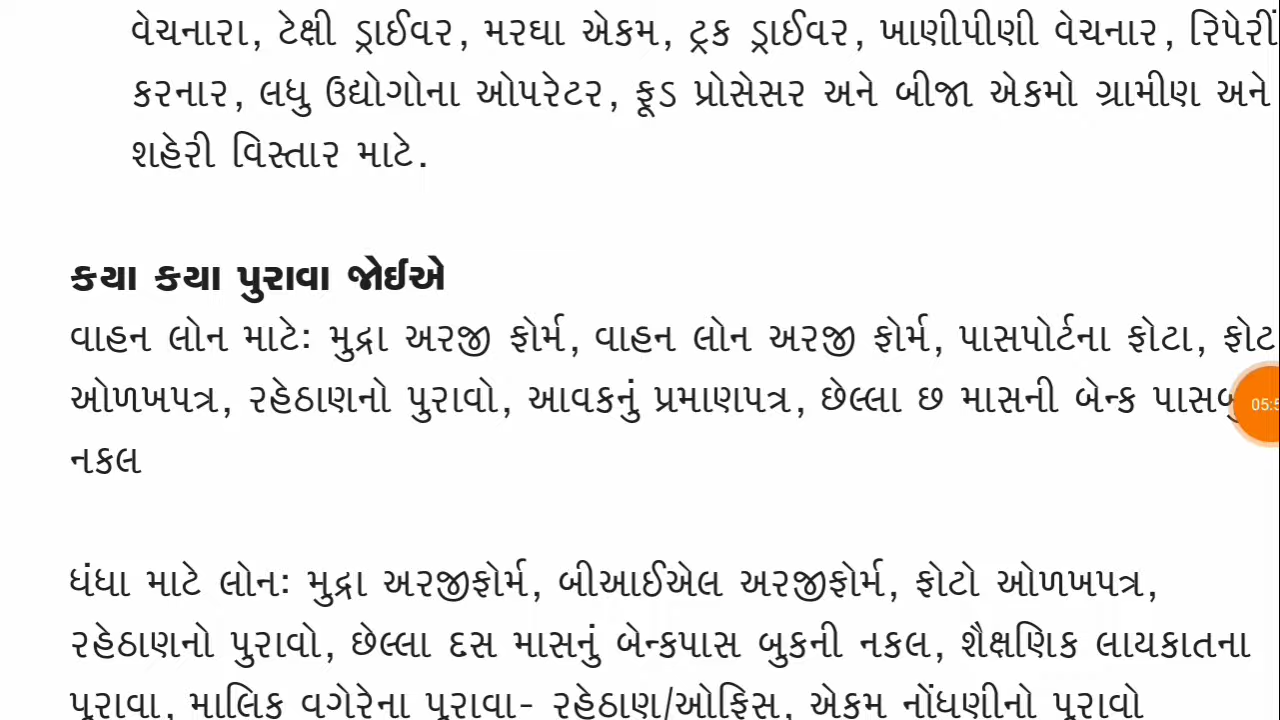 વેચનારા, ટેક્ષી ડ્રાઈવર, મરઘા એકમ, ટ્રક ડ્રાઈવર, ખાણીપીણી વેચનાર, રિપેરીં
કરનાર, લધુ ઉદ્યોગોના ઓપરેટર, ફૂડ પ્રોસેસર અને બીજા એકમો ગ્રામીણ અને
શહેરી વિસ્તાર માટે.
કયા કયા પુરાવા જોઈએ
વાહન લોન માટેઃ મુદ્રા અરજી ફોર્મ, વાહન લોન અરજી ફોર્મ, પાસપોર્ટના ફોટા, ફોટ
ઓળખપત્ર, રહેઠાણનો પુરાવો, આવકનું પ્રમાણપત્ર, છેલ્લા છ માસની બેન્ક
નકલ
ધંધા માટે લોનઃ મુદ્રા અરજીફોર્મ, બીઆઈએલ અરજીફોર્મ, ફોટો ઓળખપત્ર,
રહેઠાણનો પુરાવો, છેલ્લા દસ માસનું બેન્કપાસ બુકની નકલ, શૈક્ષણિક લાયકાતના
પુરાવા, માલિક વગેરેના પુરાવા- રહેઠાણ/ઓફિસ, એકમ નોંધણીનો પુરાવો